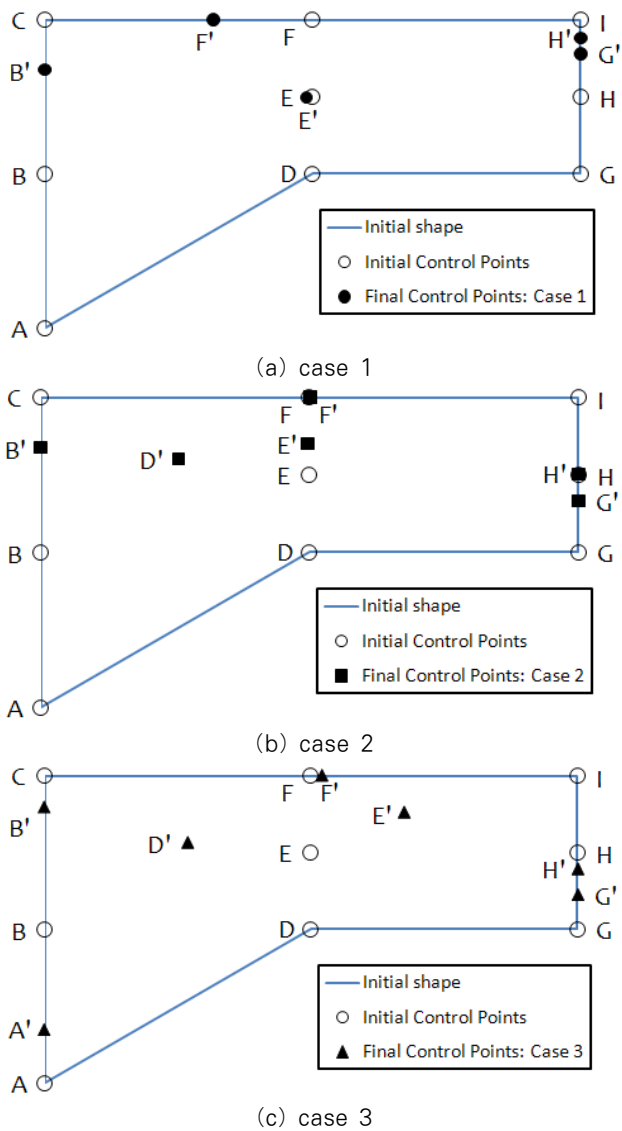 C F' F I
B' H' G'
E E' H
B D G
A
Initial shape
Initial Control Points
Final Control Points: Case 1
(a) case 1
C F F' I
B' D' E'
E H' H
G'
B D G
A
Initial shape
Initial Control Points
Final Control Points: Case 2
(b) case 2
C F F' I
B' D' E'
E H' H
G'
B D G
A'
A
Initial shape
Initial Control Points
Final Control Points: Case 3
(c) case 3